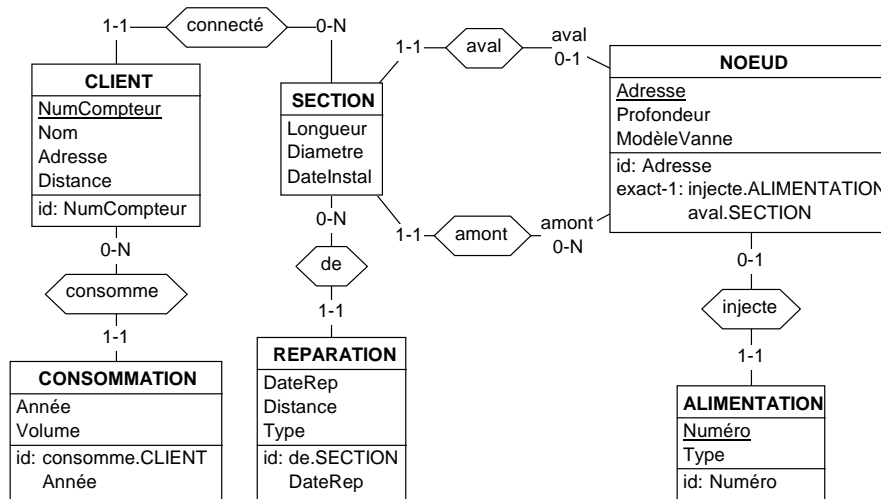 connecté
1-1
0-N
CLIENT
NumCompteur
Nom
Adresse
Distance
id: NumCompteur
SECTION
Longueur
Diametre
DateInstal
1-1
aval
aval
0-1
NOEUD
Adresse
Profondeur
ModèleVanne
id: Adresse
exact-1: injecte.ALIMENTATION
aval.SECTION
1-1
amont
amont
0-N
0-N
consomme
1-1
CONSOMMATION
Année
Volume
id: consomme.CLIENT
Année
0-N
de
1-1
REPARATION
DateRep
Distance
Type
id: de.SECTION
DateRep
0-1
injecte
1-1
ALIMENTATION
Numéro
Type
id: Numéro